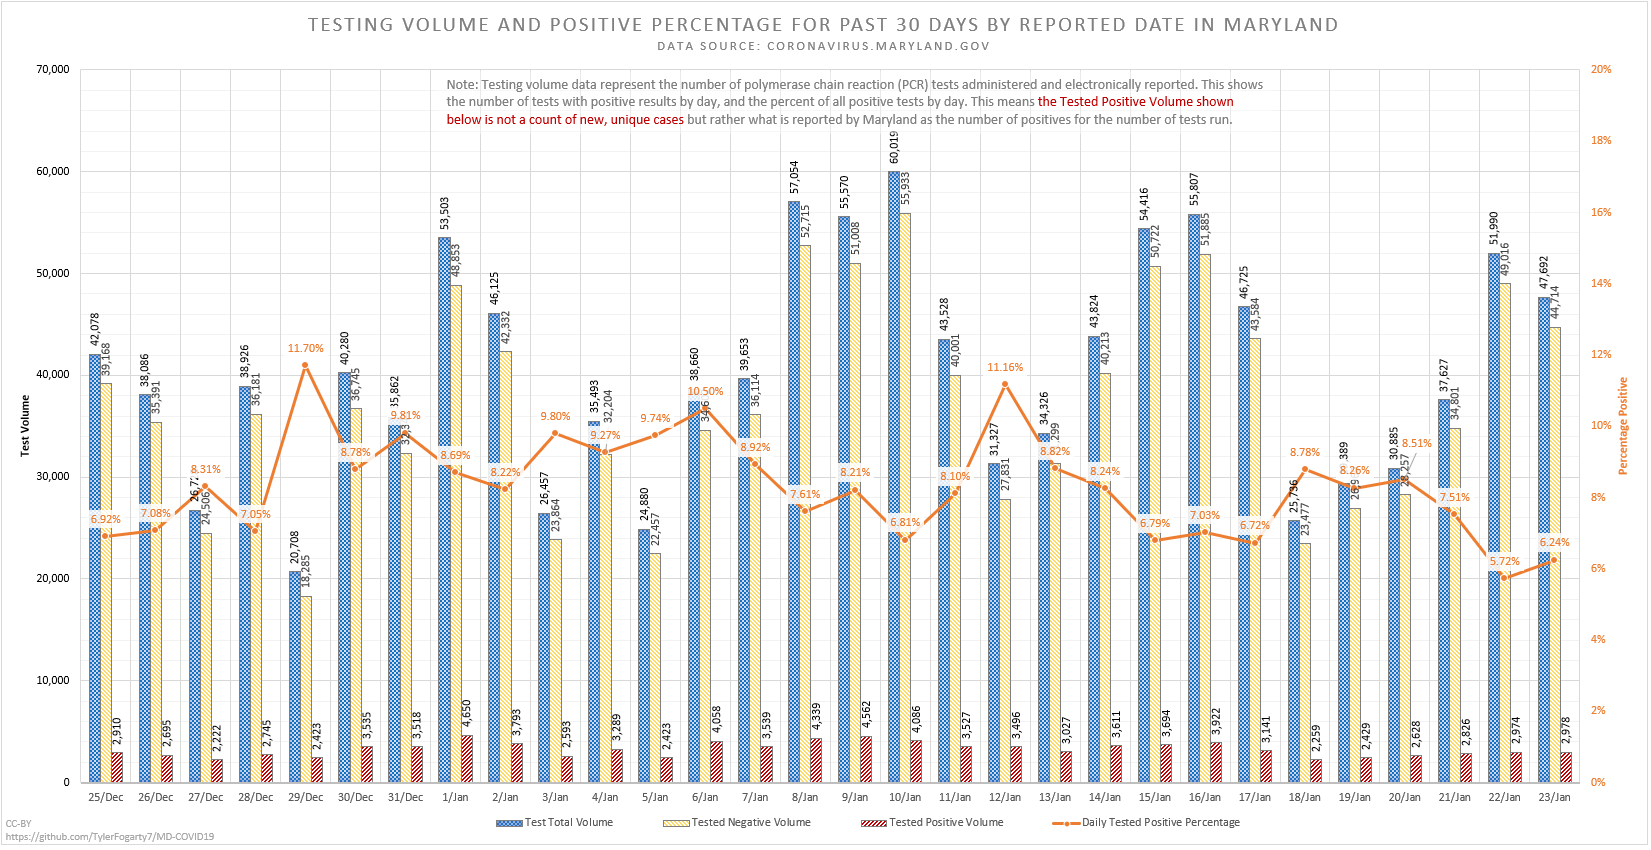 TESTING VOLUME AND POSITIVE PERCENTAGE FOR PAST 30 DAYS BY REPORTED DATE IN MARYLAND
DATA SOURCE: CORONAVIRUS.MARYLAND.GOV
Note: Testing volume data represent the number of polymerase chain reaction (PCR) tests administered and electronically reported. This shows
the number of tests with positive results by day, and the percent of all positive tests by day. This means the Tested Positive Volume shown
below is not a count of new, unique cases but rather what is reported by Maryland as the number of positives for the number of tests run.
Test Volume
70,000
60,000
50,000
40,000
30,000
20,000
10,000
0
Percentage Positive
20%
18%
16%
14%
12%
10%
8%
6%
4%
2%
0%
42,078 39,168 6.92% 2,910
38,086 35,391 7.08% 2,695
24,506 8.31% 2,222
38,926 36,181 7.05% 2,745
20,708 18,285 11.70% 2,423
40,280 36,745 8.78% 3,535
35,862 9.81% 3,518
53,503 48,853 8.69% 4,650
46,125 42,332 8.22% 3,793
26,457 23,864 9.80% 2,593
35,493 32,204 9.27% 3,289
24,880 22,457 9.74% 2,423
38,660 10.50% 4,058
39,653 36,114 8.92% 3,539
57,054 52,715 7.61% 4,339
55,570 51,008 8.21% 4,562
60,019 55,933 6.81% 4,086
43,528 40,001 8.10% 3,527
31,327 27,831 11.16% 3,496
34,326 8.82% 3,027
43,824 40,213 8.24% 3,611
54,416 50,722 6.79% 3,694
55,807 51,885 7.03% 3,922
46,725 43,584 6.72% 3,141
25,736 23,477 8.78% 2,259
8.26% 2,429
30,885 28,257 8.51% 2,628
37,627 34,801 7.51% 2,826
51,990 49,016 5.72% 2,974
47,692 44,714 6.24% 2,978
25/Dec 26/Dec 27/Dec 28/Dec 29/Dec 30/Dec 31/Dec 1/Jan 2/Jan 3/Jan 4/Jan 5/Jan 6/Jan 7/Jan 8/Jan 9/Jan 10/Jan 11/Jan 12/Jan 13/Jan 14/Jan 15/Jan 16/Jan 17/Jan 18/Jan 19/Jan 20/Jan 21/Jan 22/Jan 23/Jan
Test Total Volume Tested Negative Volume Tested Positive Volume Daily Tested Positive Percentage
CC-BY
https://github.com/TylerFogarty7/MD-COVID19